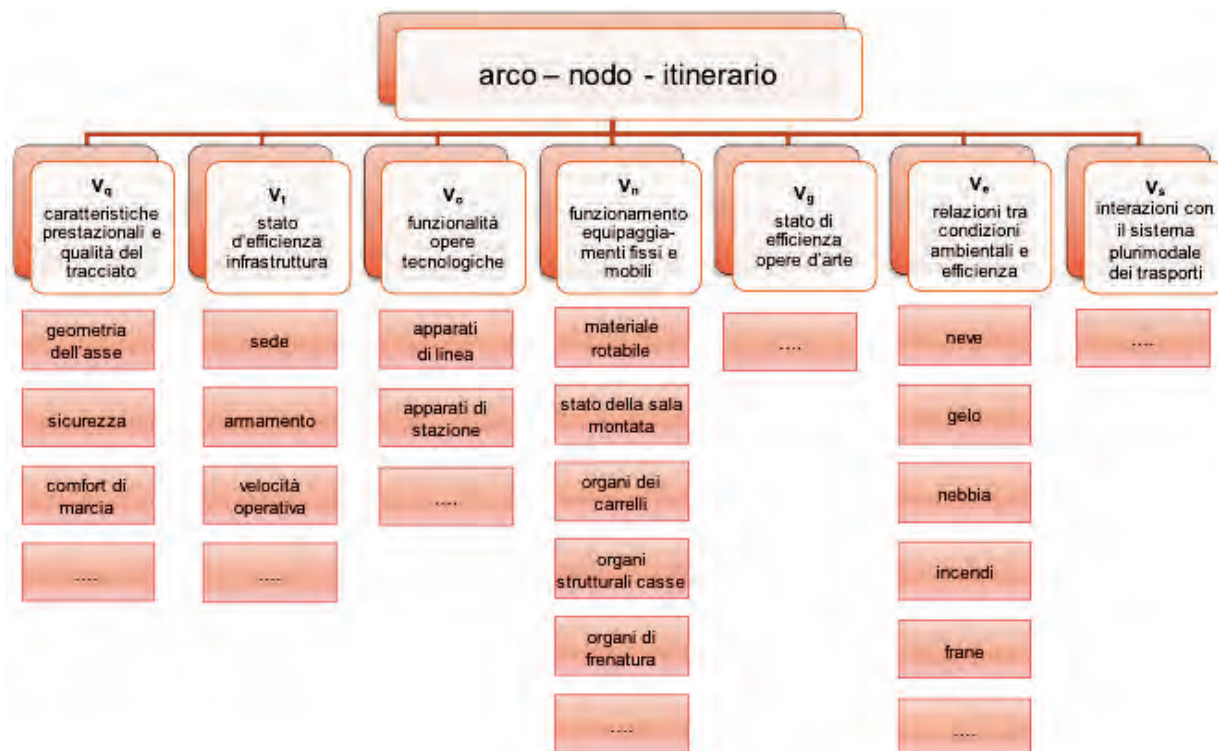 arco – nodo - itinerario
Vq
caratteristiche
prestazionali e
qualità del
tracciato
geometria
dell'asse
sicurezza
comfort di
marcia
....
Vt
stato
d'efficienza
infrastruttura
sede
armamento
velocità
operativa
....
Vo
funzionalità
opere
tecnologiche
apparati
di linea
apparati di
stazione
....
Vn
funzionamento
equipaggia-
menti fissi e
mobili
materiale
rotabile
stato della sala
montata
organi dei
carrelli
organi
strutturali casse
organi di
frenatura
....
Vg
stato di
efficienza
opere d'arte
....
Ve
relazioni tra
condizioni
ambientali e
efficienza
neve
gelo
nebbia
incendi
frane
....
Vs
interazioni con
il sistema
plurimodale
dei trasporti
....